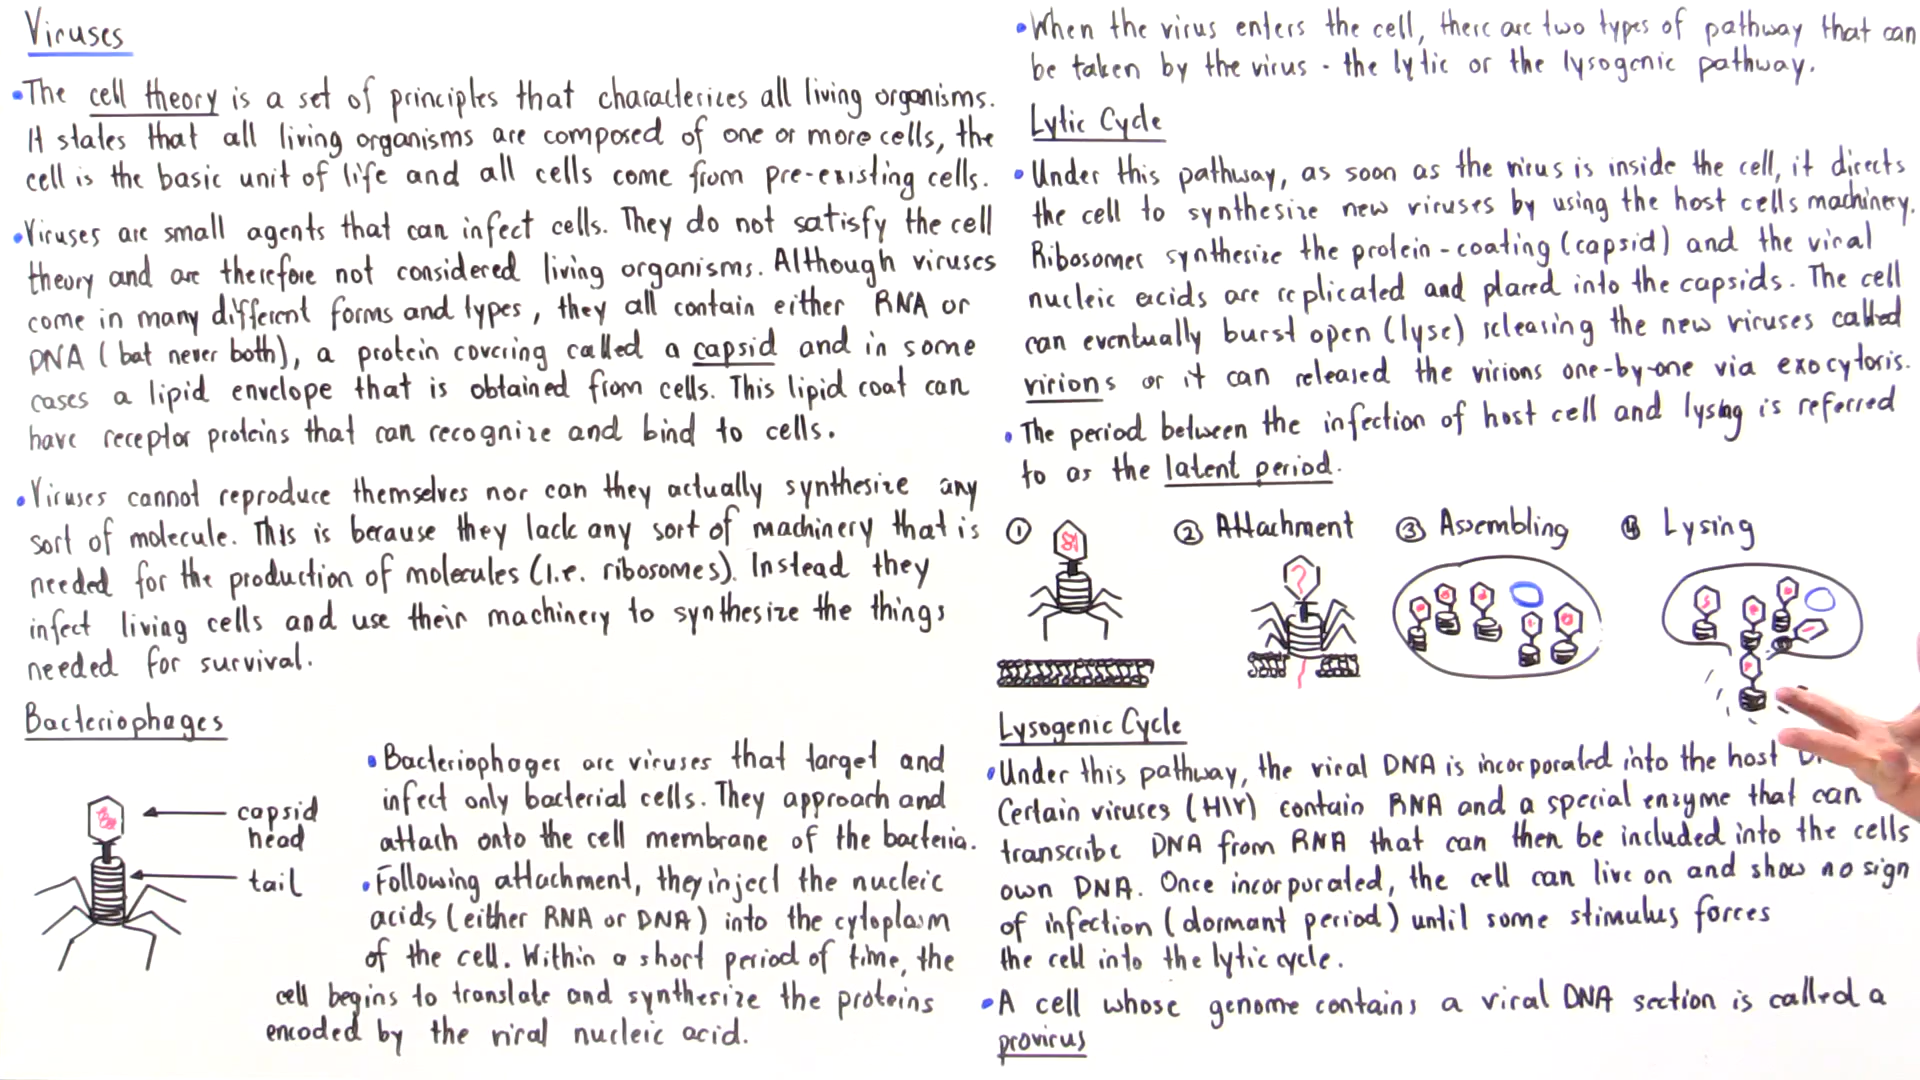 Viruses
•The cell theory is a set of principles that characterizes all living organisms.
It states that all living organisms are composed of one or more cells, the
cell is the basic unit of life and all cells come from pre-existing cells.
•Viruses are small agents that can infect cells. They do not satisfy the cell
theory and are therefore not considered living organisms. Although viruses
come in many different forms and types, they all contain either RNA or
DNA (but never both), a protein covering called a capsid and in some
cases a lipid envelope that is obtained from cells. This lipid coat can
have receptor proteins that can recognize and bind to cells.
•Viruses cannot reproduce themselves nor can they actually synthesize any
sort of molecule. This is because they lack any sort of machinery that is
needed for the production of molecules (i.e. ribosomes). Instead they
infect living cells and use their machinery to synthesize the things
needed for survival.
Bacteriophages
capsid
head
tail
•Bacteriophages are viruses that target and
infect only bacterial cells. They approach and
attach onto the cell membrane of the bacteria.
•Following attachment, they inject the nucleic
acids (either RNA or DNA) into the cytoplasm
of the cell. Within a short period of time, the
cell begins to translate and synthesize the proteins
encoded by the viral nucleic acid.
•When the virus enters the cell, there are two types of pathway that can
be taken by the virus - the lytic or the lysogenic pathway.
Lytic Cycle
•Under this pathway, as soon as the virus is inside the cell, it directs
the cell to synthesize new viruses by using the host cells machinery.
Ribosomes synthesize the protein-coating (capsid) and the viral
nucleic acids are replicated and placed into the capsids. The cell
can eventually burst open (lyse) releasing the new viruses called
virions or it can released the virions one-by-one via exocytosis.
•The period between the infection of host cell and lysing is referred
to as the latent period.
① ② Attachment ③ Assembling ④ Lysing
Lysogenic Cycle
•Under this pathway, the viral DNA is incorporated into the host
Certain viruses (HIV) contain RNA and a special enzyme that can
transcribe DNA from RNA that can then be included into the cells
own DNA. Once incorporated, the cell can live on and show no sign
of infection (dormant period) until some stimulus forces
the cell into the lytic cycle.
•A cell whose genome contains a viral DNA section is called a
provirus